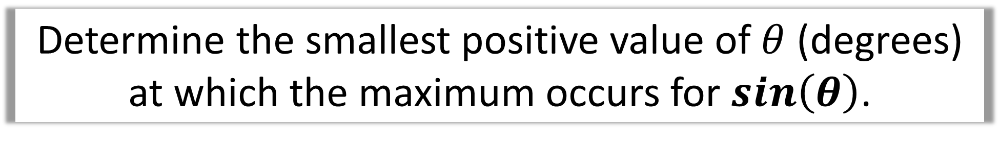 Determine the smallest positive value of θ (degrees)
at which the maximum occurs for sin(θ).